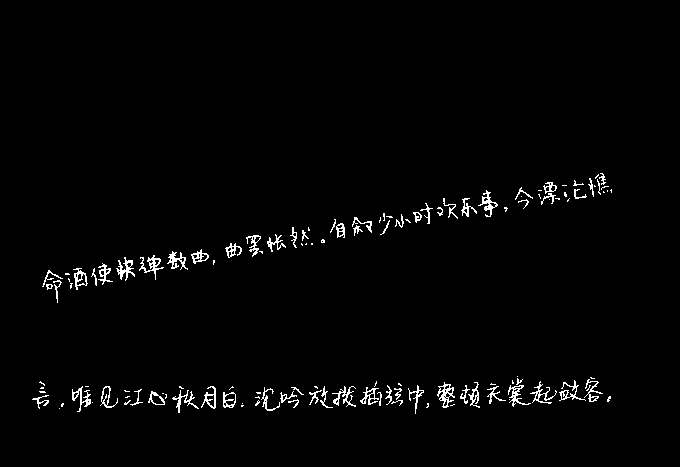 命酒使快弹数曲,曲罢怅然。自叙少小时欢乐事,今漂沦憔
言,唯见江心秋月白.沉吟放拨插弦中,整顿衣裳起敛容。